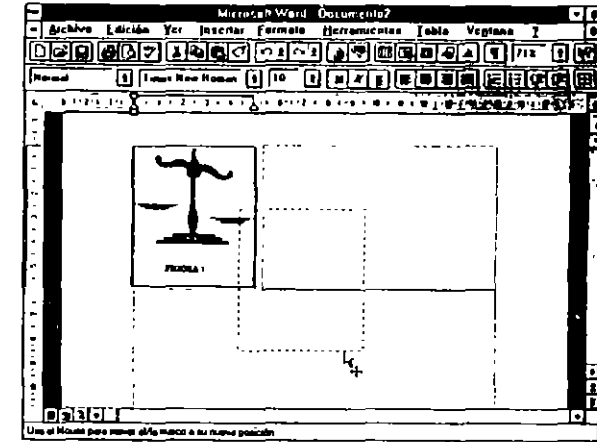 Microsoft Word - Documento2
Archivo Edición Ver Insertar Formato Herramientas Tabla Ventana ?
71%
Normal Times New Roman 10
FIGURA 1
Use el Mouse para mover el/la marco a su nueva posición